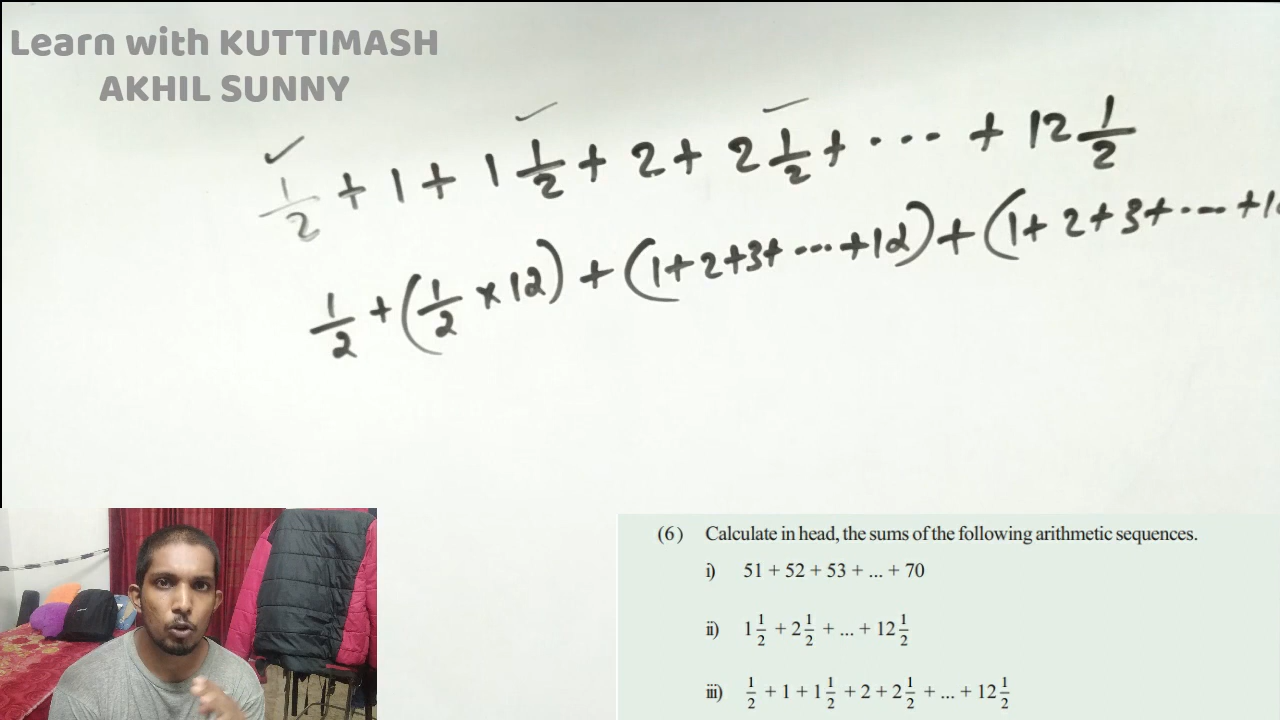 Learn with KUTTIMASH
AKHIL SUNNY
1/2 + 1 + 1 1/2 + 2 + 2 1/2 + ... + 12 1/2
1/2 + (1/2 × 12) + (1+2+3+ ... +12) + (1+2+3+ ... +1
(6) Calculate in head, the sums of the following arithmetic sequences.
i) 51 + 52 + 53 + ... + 70
ii) 1 1/2 + 2 1/2 + ... + 12 1/2
iii) 1/2 + 1 + 1 1/2 + 2 + 2 1/2 + ... + 12 1/2